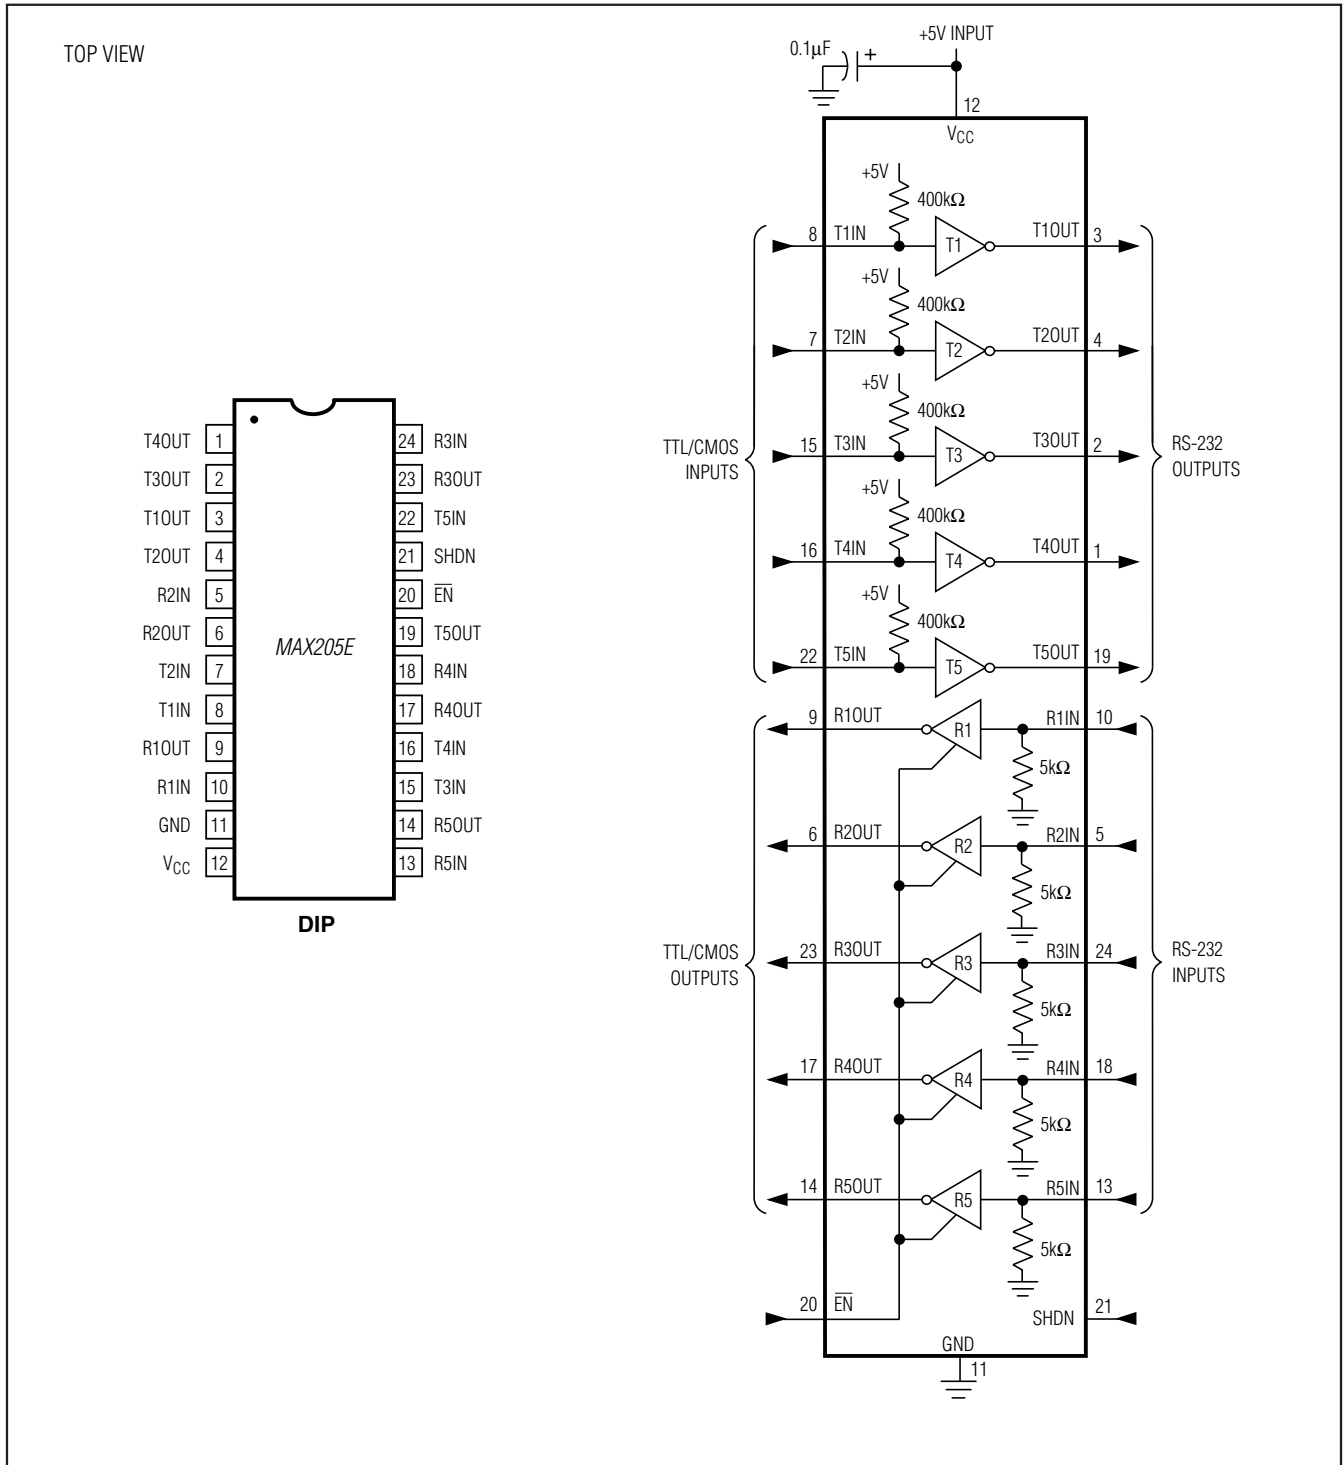 TOP VIEW
T4OUT 1
T3OUT 2
T1OUT 3
T2OUT 4
R2IN 5
R2OUT 6
T2IN 7
T1IN 8
R1OUT 9
R1IN 10
GND 11
VCC 12
MAX205E
24 R3IN
23 R3OUT
22 T5IN
21 SHDN
20 E̅N̅
19 T5OUT
18 R4IN
17 R4OUT
16 T4IN
15 T3IN
14 R5OUT
13 R5IN
DIP
+5V INPUT
0.1μF +
12
VCC
+5V
400kΩ
8 T1IN T1 T1OUT 3
+5V
400kΩ
7 T2IN T2 T2OUT 4
+5V
400kΩ
15 T3IN T3 T3OUT 2
TTL/CMOS
INPUTS
RS-232
OUTPUTS
+5V
400kΩ
16 T4IN T4 T4OUT 1
+5V
400kΩ
22 T5IN T5 T5OUT 19
9 R1OUT R1 R1IN 10
5kΩ
6 R2OUT R2 R2IN 5
5kΩ
23 R3OUT R3 R3IN 24
5kΩ
TTL/CMOS
OUTPUTS
RS-232
INPUTS
17 R4OUT R4 R4IN 18
5kΩ
14 R5OUT R5 R5IN 13
5kΩ
20 E̅N̅ SHDN 21
GND
11